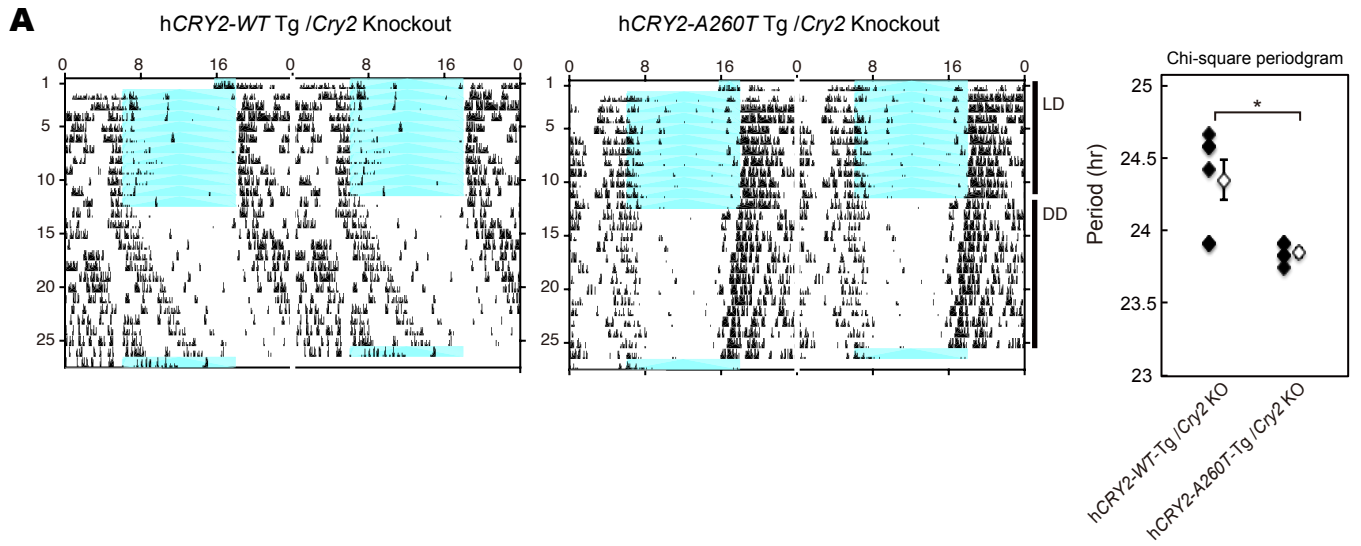 A
hCRY2-WT Tg /Cry2 Knockout
hCRY2-A260T Tg /Cry2 Knockout
0 8 16 0 8 16 0
0 8 16 0 8 16 0
1
5
10
15
20
25
1
5
10
15
20
25
LD
DD
Chi-square periodgram
*
Period (hr)
25
24.5
24
23.5
23
hCRY2-WT-Tg /Cry2 KO
hCRY2-A260T-Tg /Cry2 KO